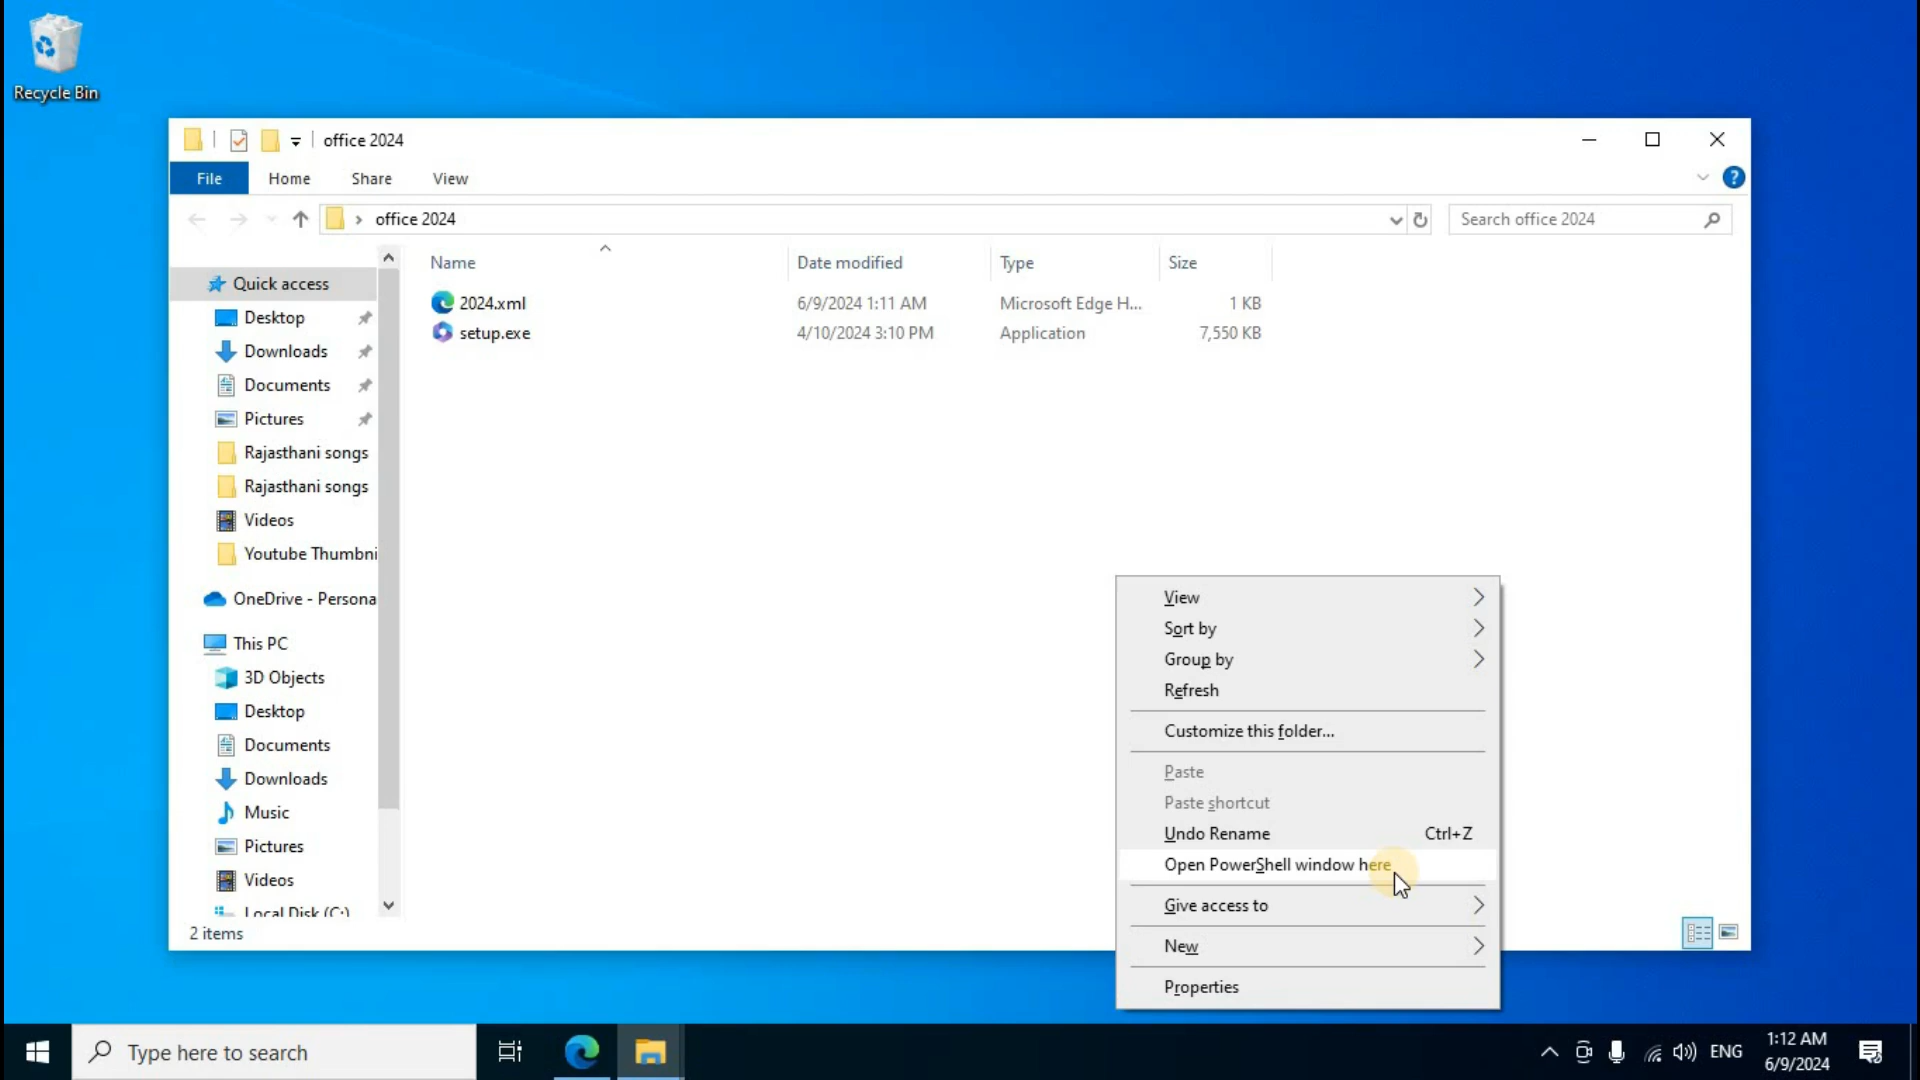 Recycle Bin
office 2024
File Home Share View
office 2024
Search office 2024
Name Date modified Type Size
2024.xml 6/9/2024 1:11 AM Microsoft Edge H... 1 KB
setup.exe 4/10/2024 3:10 PM Application 7,550 KB
Quick access
Desktop
Downloads
Documents
Pictures
Rajasthani songs
Rajasthani songs
Videos
Youtube Thumbni
OneDrive - Persona
This PC
3D Objects
Desktop
Documents
Downloads
Music
Pictures
Videos
Local Disk (C:)
2 items
View
Sort by
Group by
Refresh
Customize this folder...
Paste
Paste shortcut
Undo Rename Ctrl+Z
Open PowerShell window here
Give access to
New
Properties
Type here to search
ENG
1:12 AM
6/9/2024